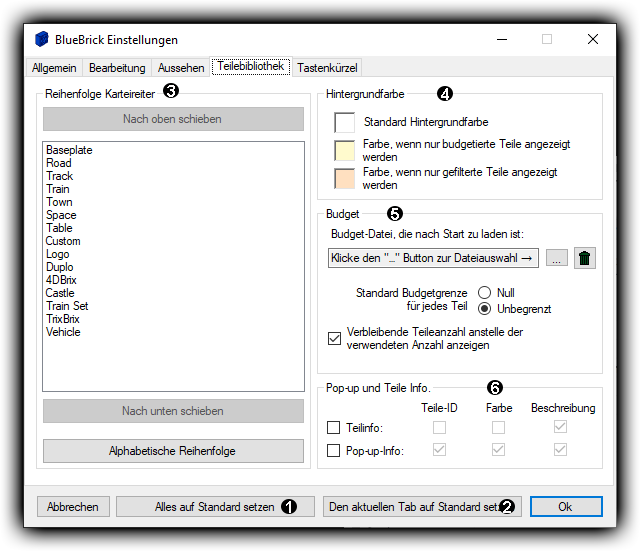 BlueBrick Einstellungen
Allgemein Bearbeitung Aussehen Teilebibliothek Tastenkürzel
Reihenfolge Karteireiter 3
Nach oben schieben
Baseplate
Road
Track
Train
Town
Space
Table
Custom
Logo
Duplo
4DBrix
Castle
Train Set
TrixBrix
Vehicle
Nach unten schieben
Alphabetische Reihenfolge
Hintergrundfarbe 4
Standard Hintergrundfarbe
Farbe, wenn nur budgetierte Teile angezeigt
werden
Farbe, wenn nur gefilterte Teile angezeigt
werden
Budget 5
Budget-Datei, die nach Start zu laden ist:
Klicke den "..." Button zur Dateiauswahl → ...
Standard Budgetgrenze
für jedes Teil
Null
Unbegrenzt
Verbleibende Teileanzahl anstelle der
verwendeten Anzahl anzeigen
Pop-up und Teile Info. 6
Teile-ID Farbe Beschreibung
Teilinfo:
Pop-up-Info:
Abbrechen Alles auf Standard setzen 1 Den aktuellen Tab auf Standard setz 2 Ok